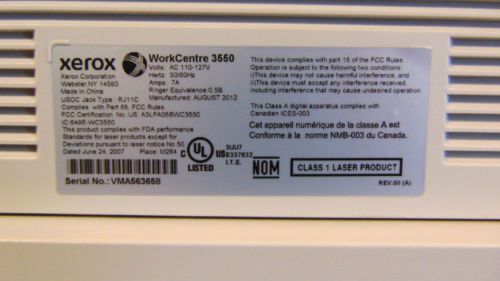 xerox
WorkCentre 3550
Volts: AC 110-127V
Hertz: 50/60Hz
Amps: 7A
Ringer Equivalence:0.5B
Manufactured: AUGUST 2012
Xerox Corporation
Webster,NY 14580
Made in China
USOC Jack Type : RJ11C
Complies with Part 68, FCC Rules
FCC Certification No.:US: A3LFA05BWC3550
IC:649E-WC3550
This product complies with FDA performance
Standards for laser products except for
Deviations pursuant to laser notice No.50,
Dated June 24, 2007 Place: M264
Serial No.: VMA563658
C UL US
LISTED
3UU7
E337632
I.T.E.
NOM
This device complies with part 15 of FCC Rules
Operation is subject to the following two conditions:
i)This device may not cause harmful interference, and
ii)This device must accept any interference received,
including interference that may cause undesired operation.
This Class A digital apparatus complies with
Canadian ICES-003
Cet appareil numérique de la classe A est
Conforme à la norme NMB-003 du Canada.
CLASS 1 LASER PRODUCT
REV.00 (A)